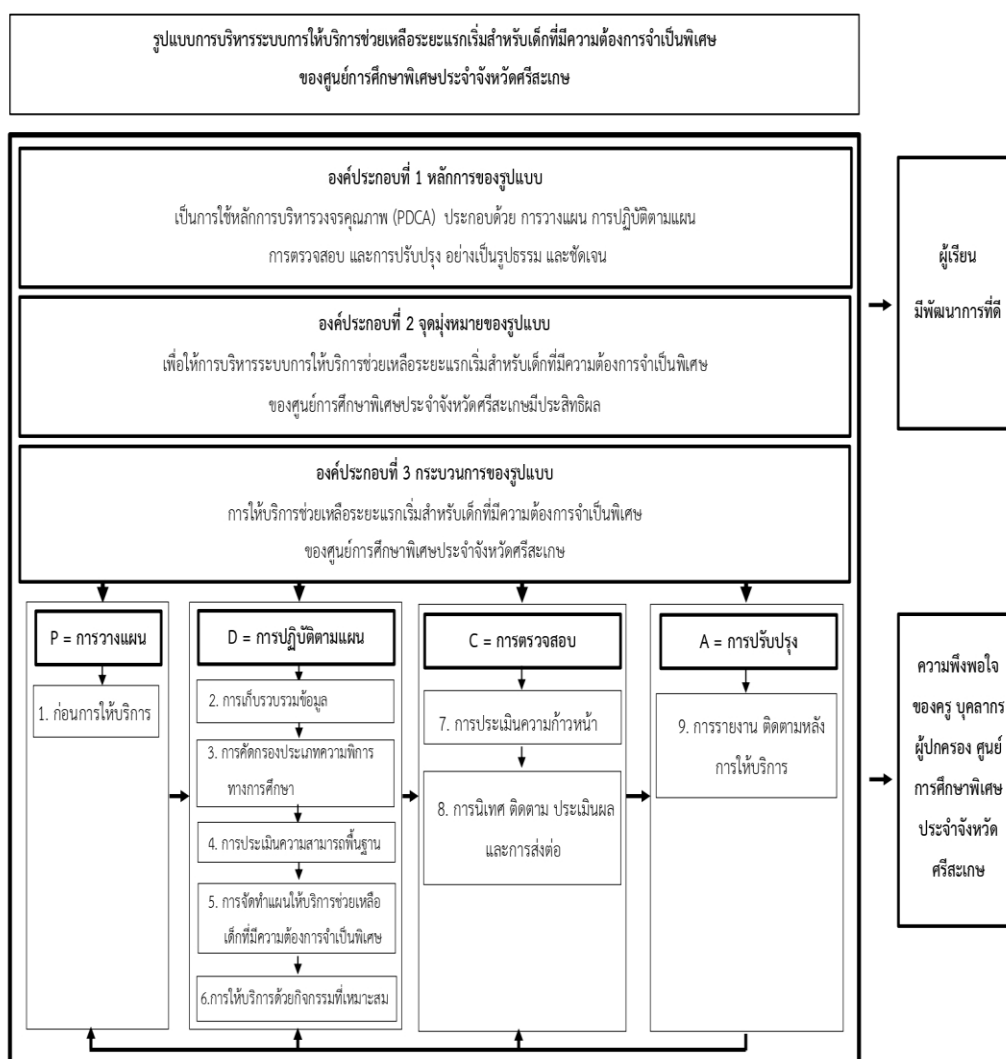 รูปแบบการบริหารระบบการให้บริการช่วยเหลือระยะแรกเริ่มสำหรับเด็กที่มีความต้องการจำเป็นพิเศษ
ของศูนย์การศึกษาพิเศษประจำจังหวัดศรีสะเกษ
องค์ประกอบที่ 1 หลักการของรูปแบบ
เป็นการใช้หลักการบริหารวงจรคุณภาพ (PDCA) ประกอบด้วย การวางแผน การปฏิบัติตามแผน
การตรวจสอบ และการปรับปรุง อย่างเป็นรูปธรรม และชัดเจน
องค์ประกอบที่ 2 จุดมุ่งหมายของรูปแบบ
เพื่อให้การบริหารระบบการให้บริการช่วยเหลือระยะแรกเริ่มสำหรับเด็กที่มีความต้องการจำเป็นพิเศษ
ของศูนย์การศึกษาพิเศษประจำจังหวัดศรีสะเกษมีประสิทธิผล
องค์ประกอบที่ 3 กระบวนการของรูปแบบ
การให้บริการช่วยเหลือระยะแรกเริ่มสำหรับเด็กที่มีความต้องการจำเป็นพิเศษ
ของศูนย์การศึกษาพิเศษประจำจังหวัดศรีสะเกษ
P = การวางแผน
1. ก่อนการให้บริการ
D = การปฏิบัติตามแผน
2. การเก็บรวบรวมข้อมูล
3. การคัดกรองประเภทความพิการ
ทางการศึกษา
4. การประเมินความสามารถพื้นฐาน
5. การจัดทำแผนให้บริการช่วยเหลือ
เด็กที่มีความต้องการจำเป็นพิเศษ
6.การให้บริการด้วยกิจกรรมที่เหมาะสม
C = การตรวจสอบ
7. การประเมินความก้าวหน้า
8. การนิเทศ ติดตาม ประเมินผล
และการส่งต่อ
A = การปรับปรุง
9. การรายงาน ติดตามหลัง
การให้บริการ
ผู้เรียน
มีพัฒนาการที่ดี
ความพึงพอใจ
ของครู บุคลากร
ผู้ปกครอง ศูนย์
การศึกษาพิเศษ
ประจำจังหวัด
ศรีสะเกษ